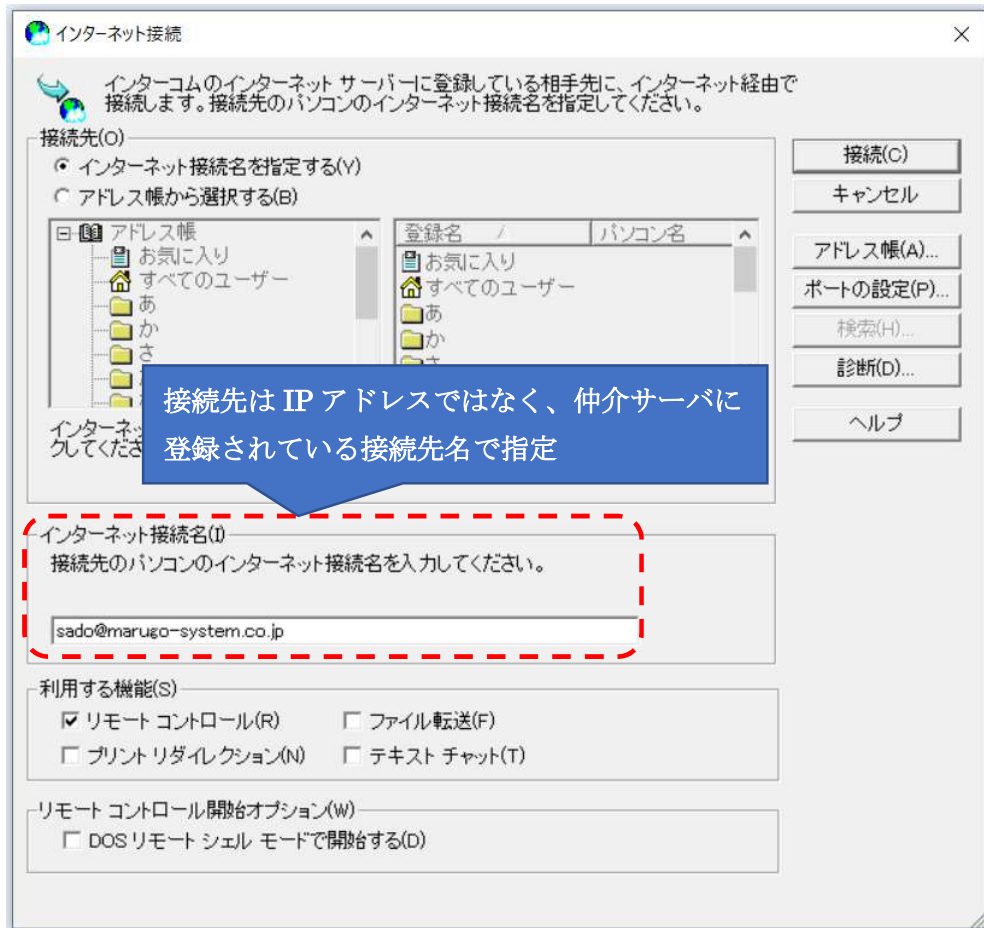 インターネット接続
インターコムのインターネット サーバーに登録している相手先に、インターネット経由で
接続します。接続先のパソコンのインターネット接続名を指定してください。
接続先(O)
インターネット接続名を指定する(Y)
アドレス帳から選択する(B)
アドレス帳
お気に入り
すべてのユーザー
あ
か
さ
登録名 パソコン名
お気に入り
すべてのユーザー
あ
か
接続(C)
キャンセル
アドレス帳(A)...
ポートの設定(P)...
検索(H)...
診断(D)...
ヘルプ
接続先は IP アドレスではなく、仲介サーバに
登録されている接続先名で指定
インターネッ
クしてくださ
インターネット接続名(I)
接続先のパソコンのインターネット接続名を入力してください。
sado@marugo-system.co.jp
利用する機能(S)
リモート コントロール(R) ファイル転送(F)
プリント リダイレクション(N) テキスト チャット(T)
リモート コントロール開始オプション(W)
DOS リモート シェル モードで開始する(D)